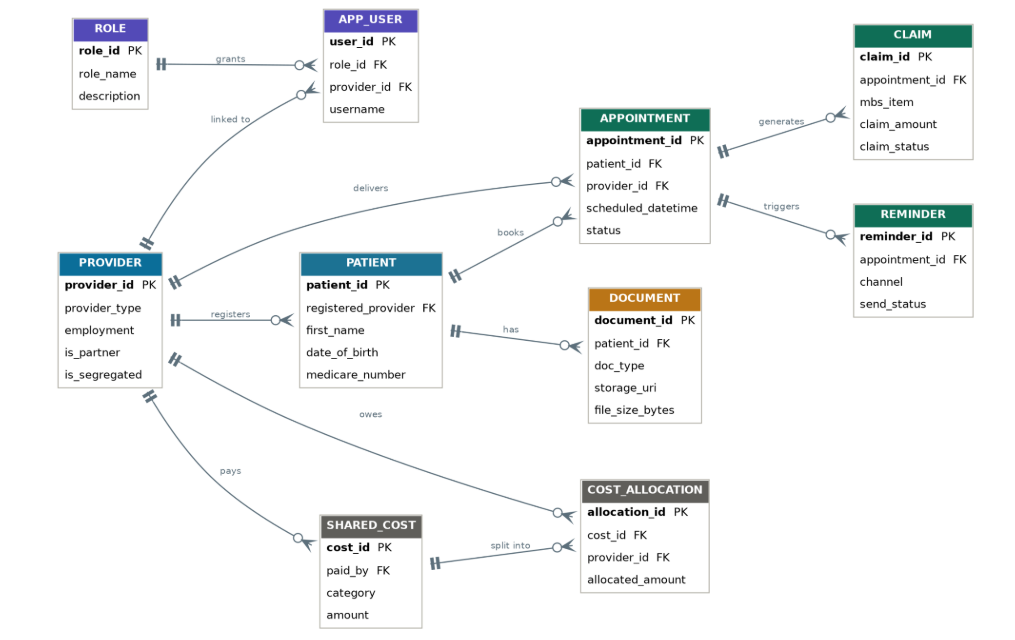 ROLE
role_id PK
role_name
description
grants
APP_USER
user_id PK
role_id FK
provider_id FK
username
linked to
CLAIM
claim_id PK
appointment_id FK
mbs_item
claim_amount
claim_status
APPOINTMENT
appointment_id PK
patient_id FK
provider_id FK
scheduled_datetime
status
generates
triggers
delivers
books
REMINDER
reminder_id PK
appointment_id FK
channel
send_status
PROVIDER
provider_id PK
provider_type
employment
is_partner
is_segregated
registers
PATIENT
patient_id PK
registered_provider FK
first_name
date_of_birth
medicare_number
has
DOCUMENT
document_id PK
patient_id FK
doc_type
storage_uri
file_size_bytes
owes
pays
SHARED_COST
cost_id PK
paid_by FK
category
amount
split into
COST_ALLOCATION
allocation_id PK
cost_id FK
provider_id FK
allocated_amount